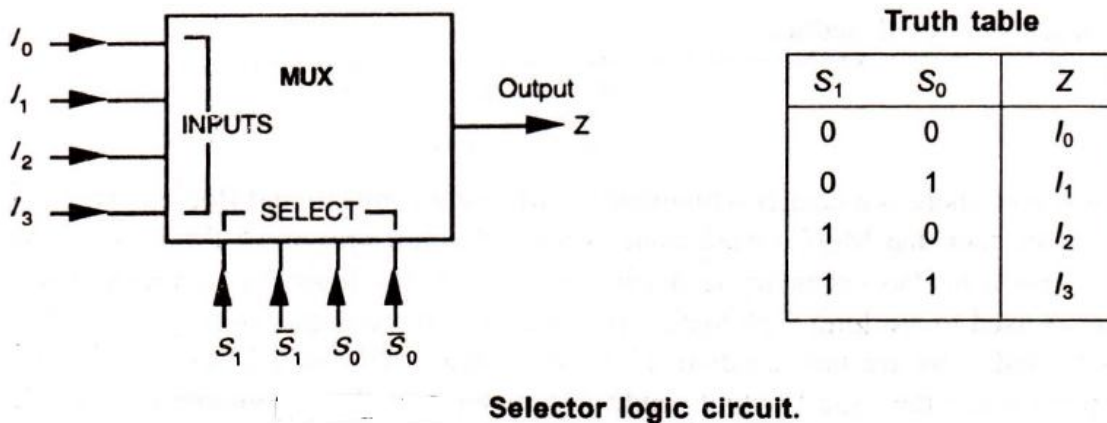 I₀
I₁
I₂
I₃
INPUTS
MUX
SELECT
Output
Z
S₁ S̅₁ S₀ S̅₀
Truth table
S₁ S₀ Z
0 0 I₀
0 1 I₁
1 0 I₂
1 1 I₃
Selector logic circuit.